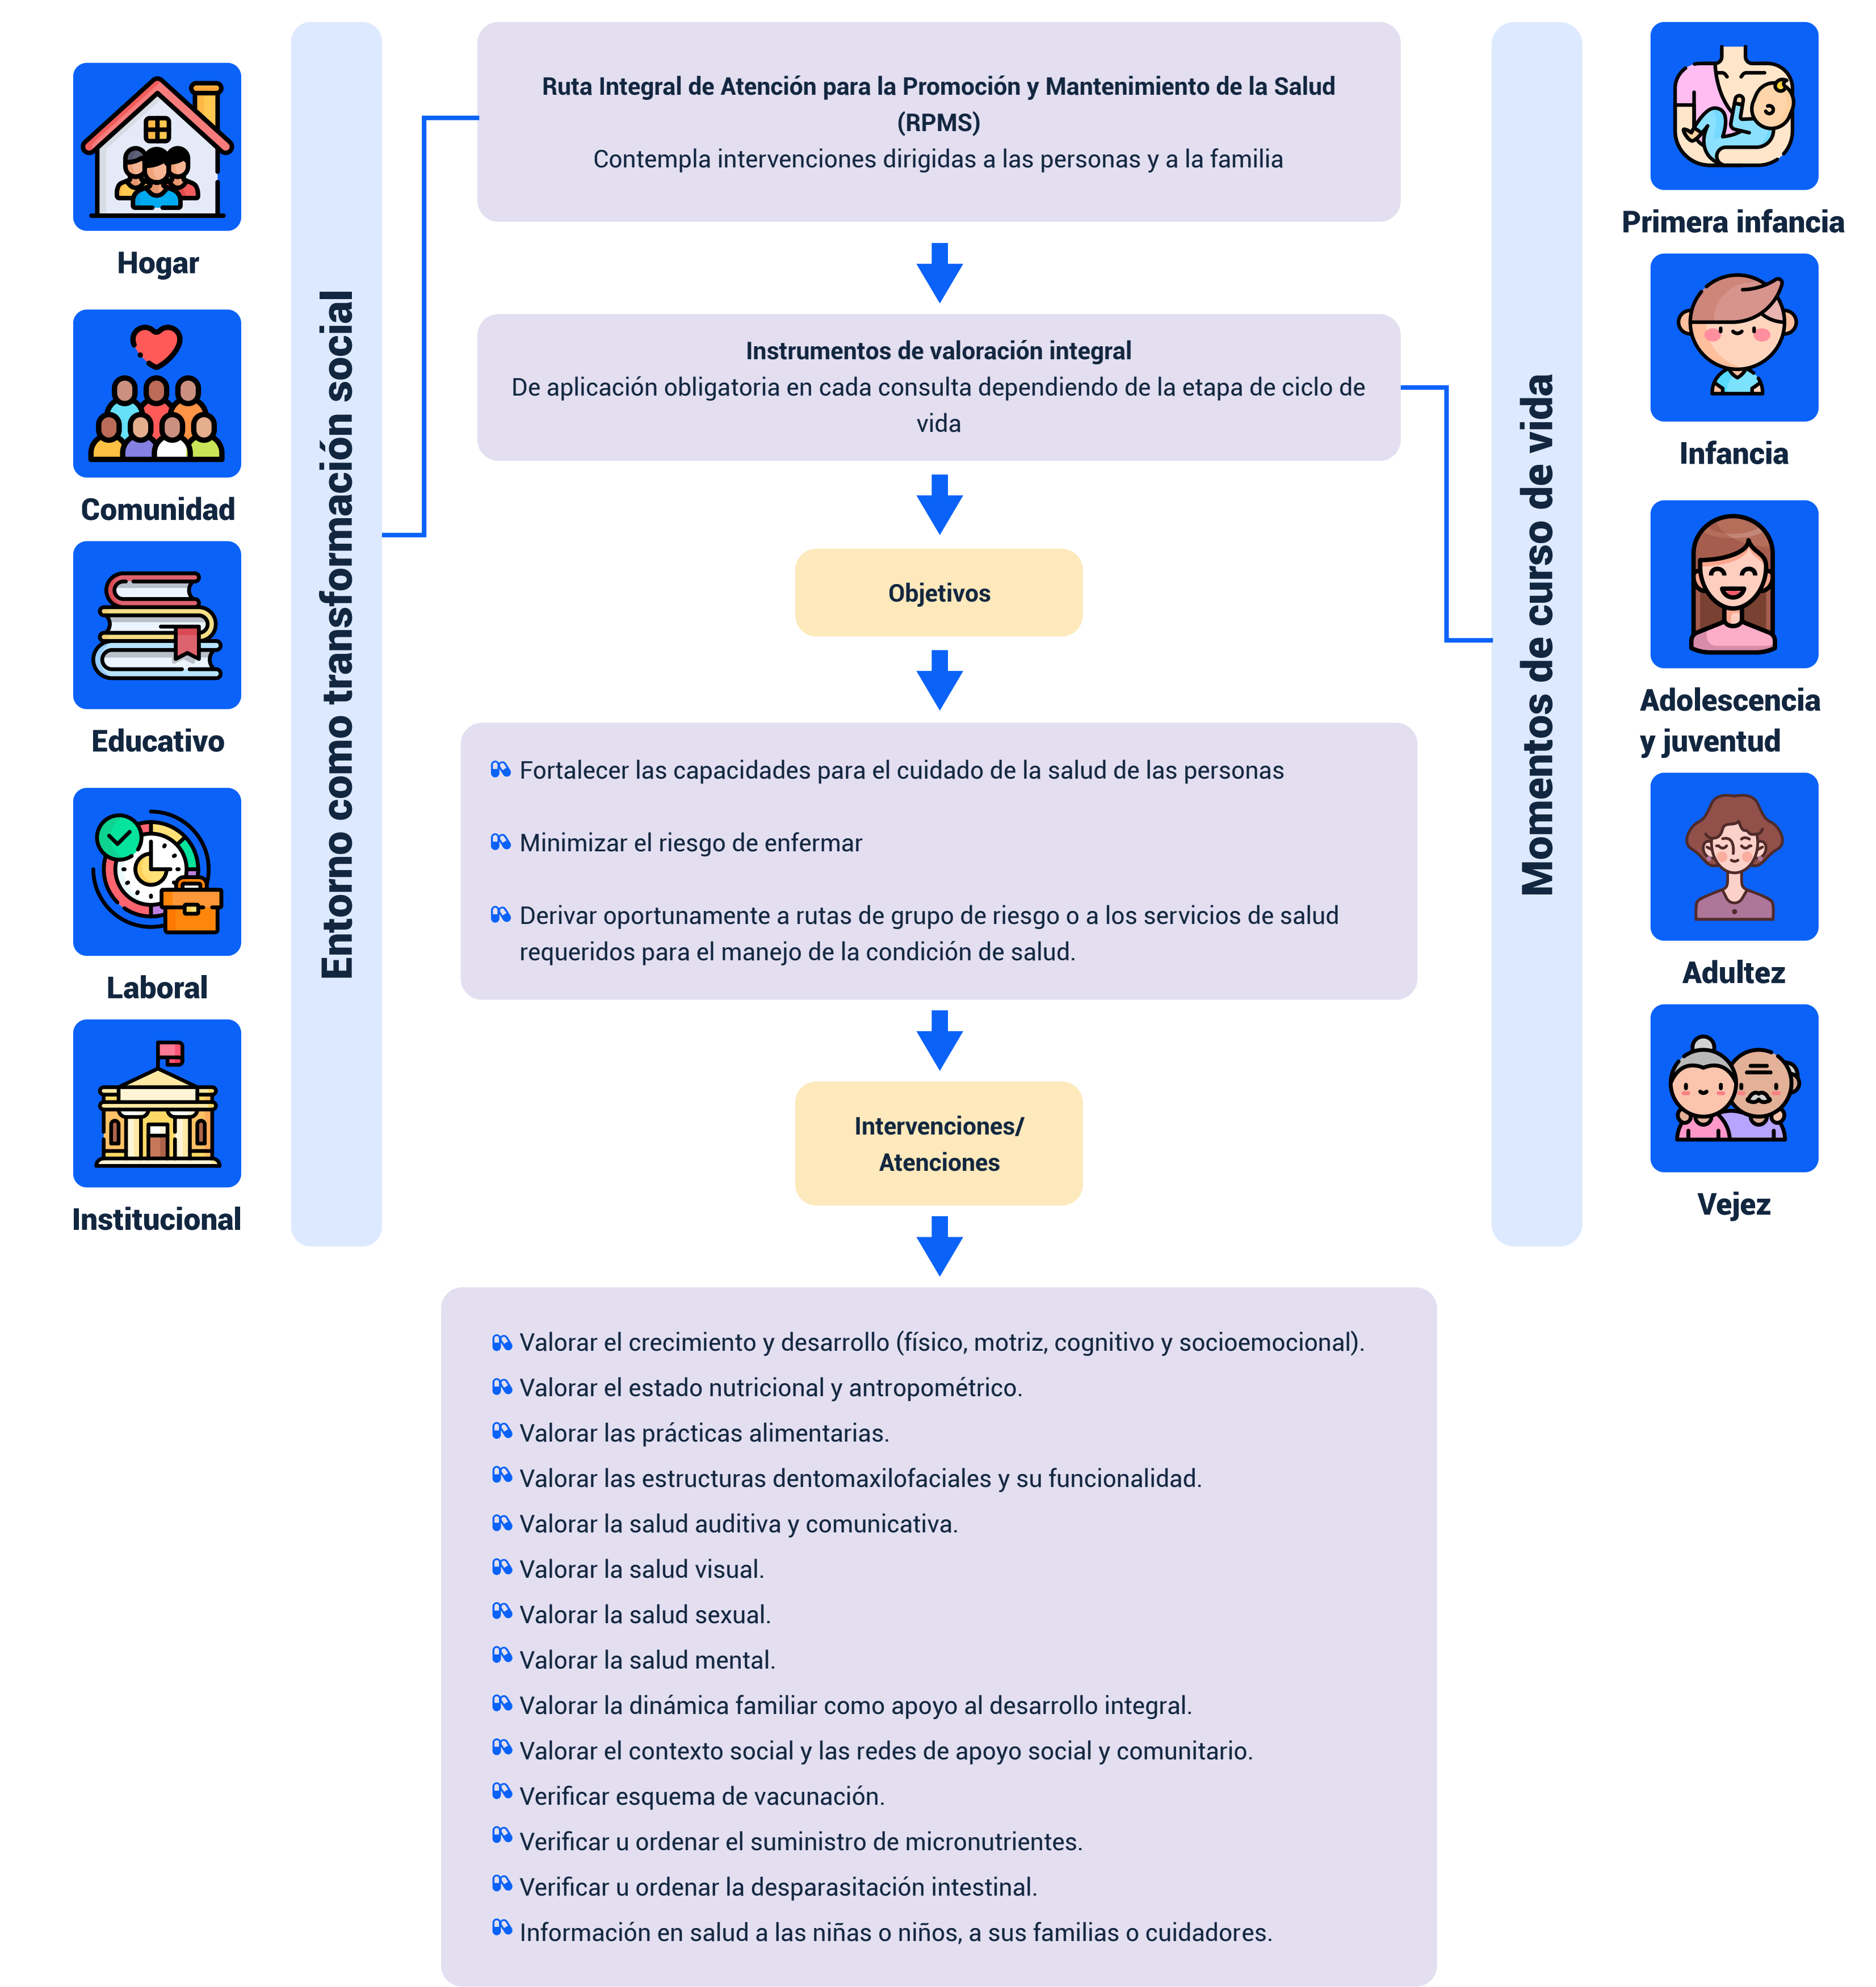 Hogar
Comunidad
Educativo
Laboral
Institucional
Entorno como transformación social
Ruta Integral de Atención para la Promoción y Mantenimiento de la Salud
(RPMS)
Contempla intervenciones dirigidas a las personas y a la familia
Instrumentos de valoración integral
De aplicación obligatoria en cada consulta dependiendo de la etapa de ciclo de
vida
Objetivos
Fortalecer las capacidades para el cuidado de la salud de las personas
Minimizar el riesgo de enfermar
Derivar oportunamente a rutas de grupo de riesgo o a los servicios de salud
requeridos para el manejo de la condición de salud.
Intervenciones/
Atenciones
Valorar el crecimiento y desarrollo (físico, motriz, cognitivo y socioemocional).
Valorar el estado nutricional y antropométrico.
Valorar las prácticas alimentarias.
Valorar las estructuras dentomaxilofaciales y su funcionalidad.
Valorar la salud auditiva y comunicativa.
Valorar la salud visual.
Valorar la salud sexual.
Valorar la salud mental.
Valorar la dinámica familiar como apoyo al desarrollo integral.
Valorar el contexto social y las redes de apoyo social y comunitario.
Verificar esquema de vacunación.
Verificar u ordenar el suministro de micronutrientes.
Verificar u ordenar la desparasitación intestinal.
Información en salud a las niñas o niños, a sus familias o cuidadores.
Momentos de curso de vida
Primera infancia
Infancia
Adolescencia
y juventud
Adultez
Vejez